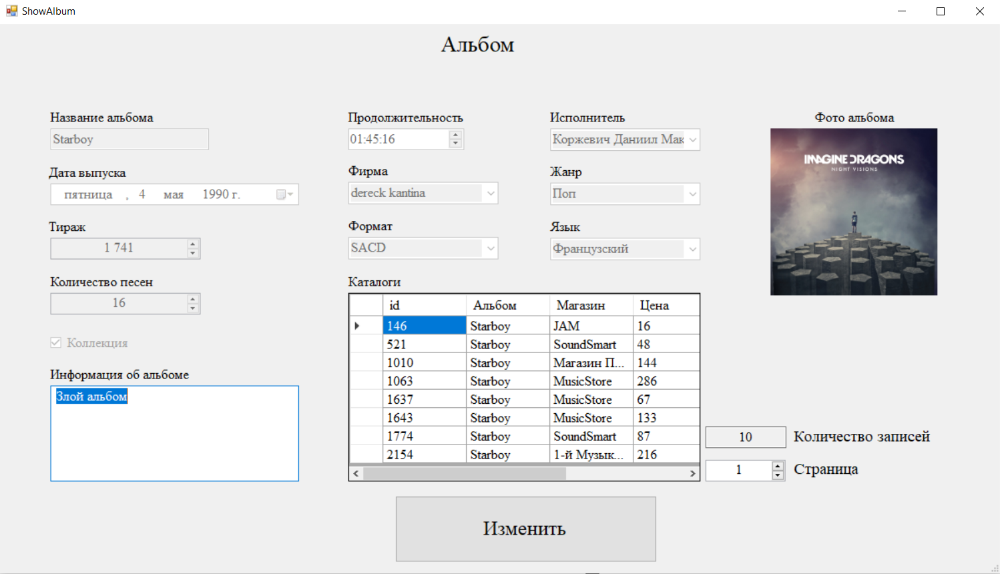 ShowAlbum
Альбом
Название альбома
Starboy
Дата выпуска
пятница , 4 мая 1990 г.
Тираж
1 741
Количество песен
16
Коллекция
Информация об альбоме
Злой альбом
Продолжительность
01:45:16
Фирма
dereck kantina
Формат
SACD
Исполнитель
Коржевич Даниил Мак
Жанр
Поп
Язык
Французский
Каталоги
id Альбом Магазин Цена
146 Starboy JAM 16
521 Starboy SoundSmart 48
1010 Starboy Магазин П... 144
1063 Starboy MusicStore 286
1637 Starboy MusicStore 67
1643 Starboy MusicStore 133
1774 Starboy SoundSmart 87
2154 Starboy 1-й Музык... 216
Фото альбома
IMAGINE DRAGONS
NIGHT VISIONS
10 Количество записей
1 Страница
Изменить